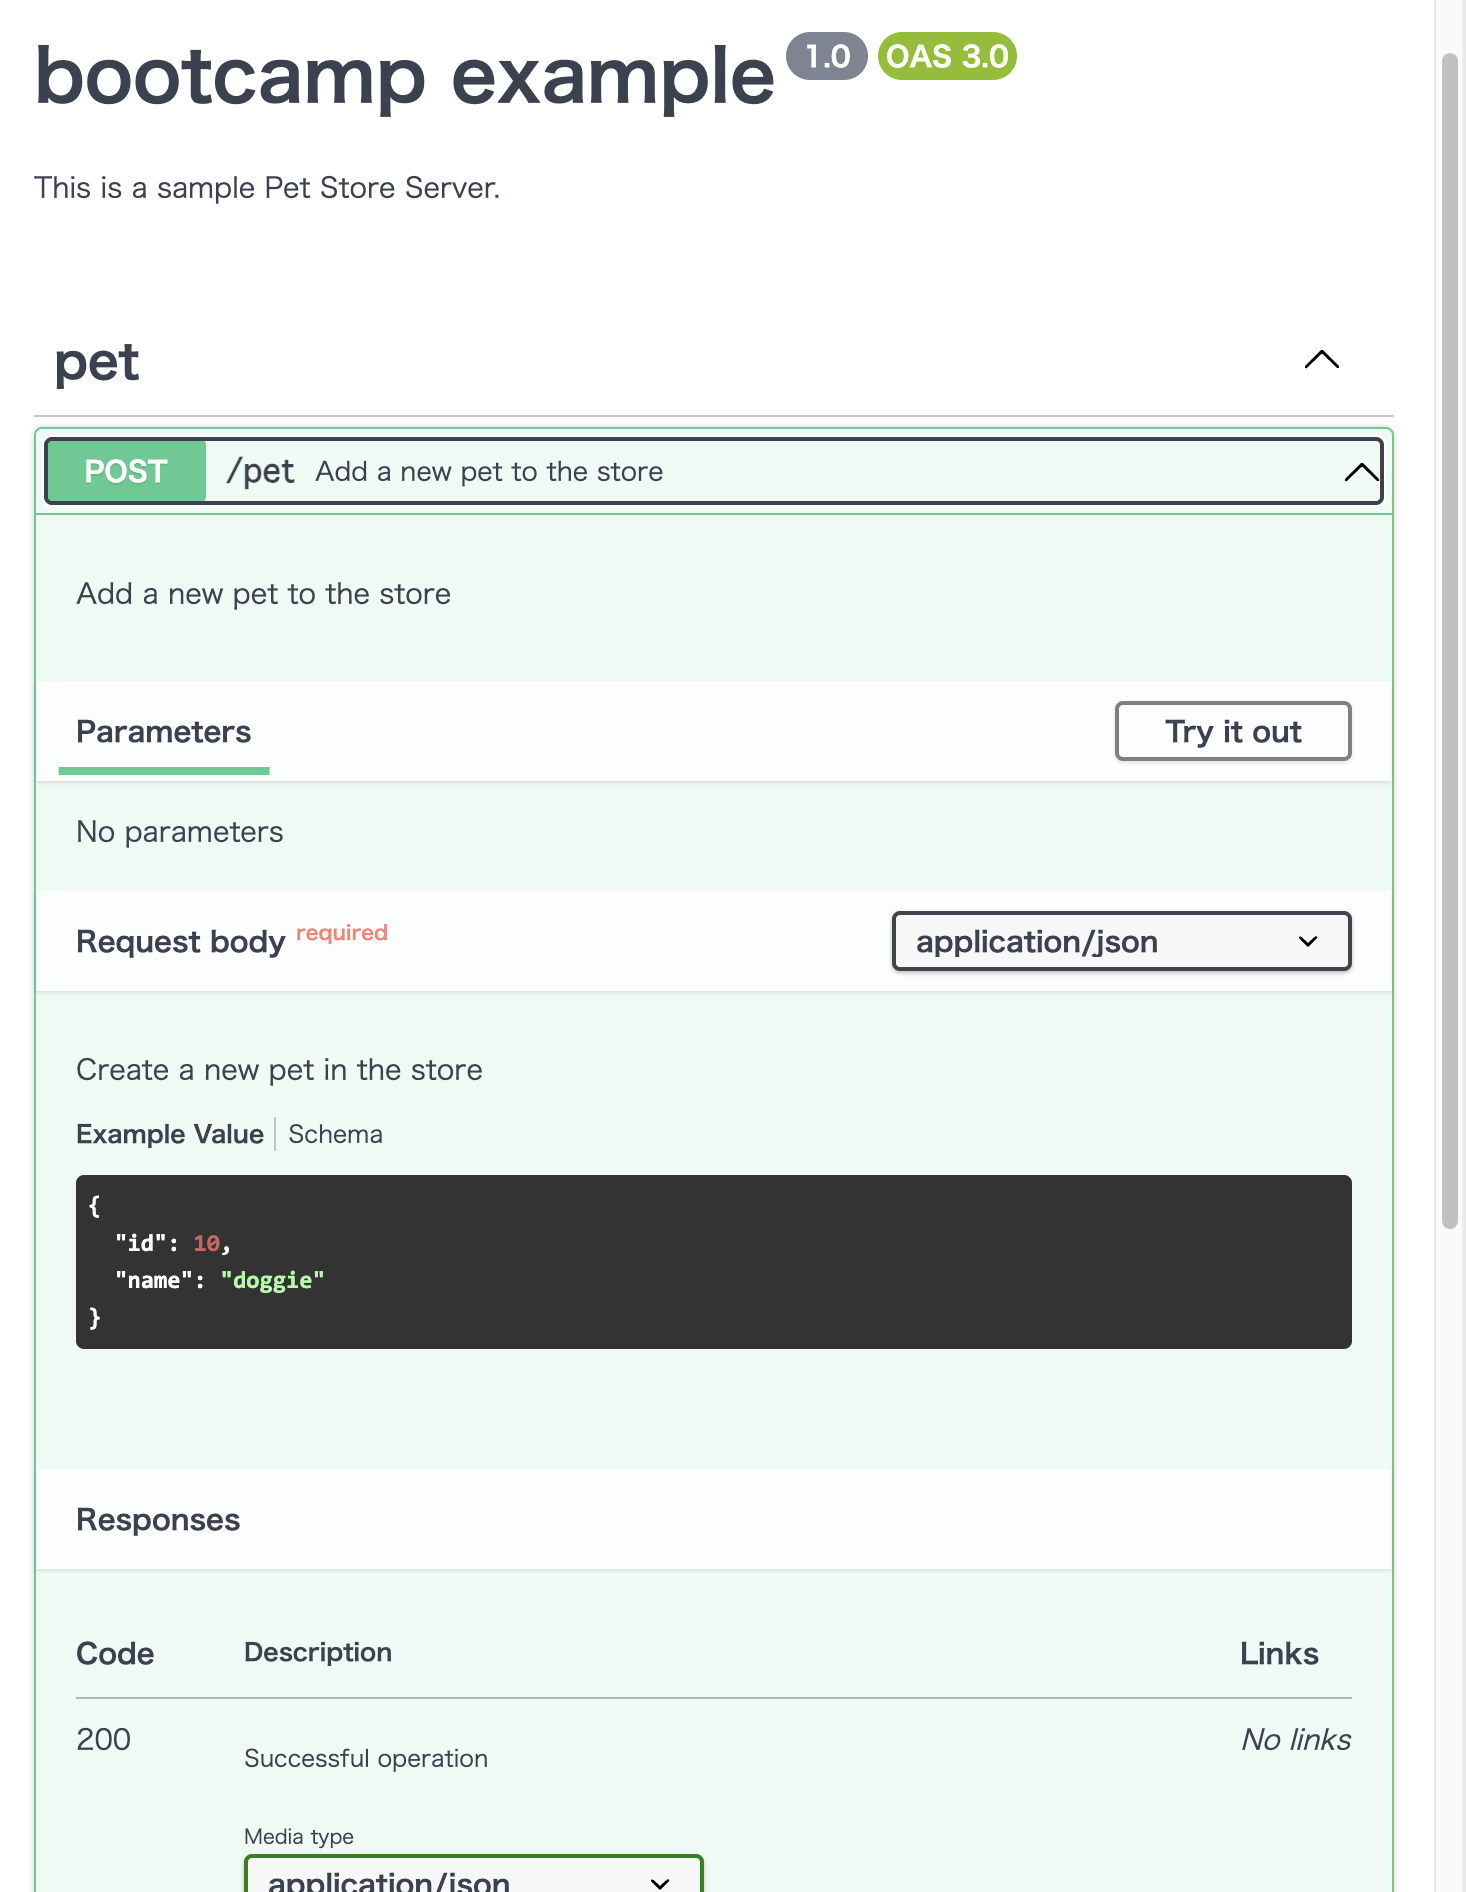 bootcamp example 1.0 OAS 3.0
This is a sample Pet Store Server.
pet
POST /pet Add a new pet to the store
Add a new pet to the store
Parameters Try it out
No parameters
Request body required application/json
Create a new pet in the store
Example Value Schema
{
  "id": 10,
  "name": "doggie"
}
Responses
Code Description Links
200 Successful operation No links
Media type
application/json